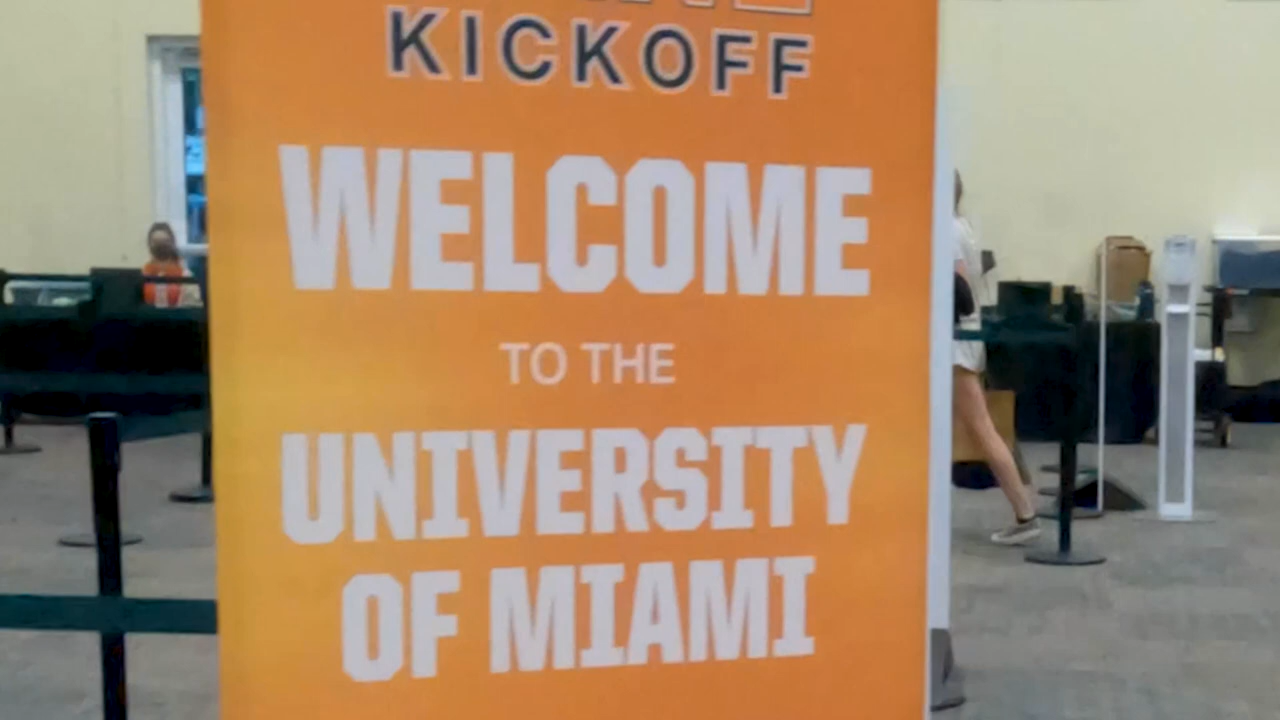 KICKOFF
WELCOME
TO THE
UNIVERSITY
OF MIAMI